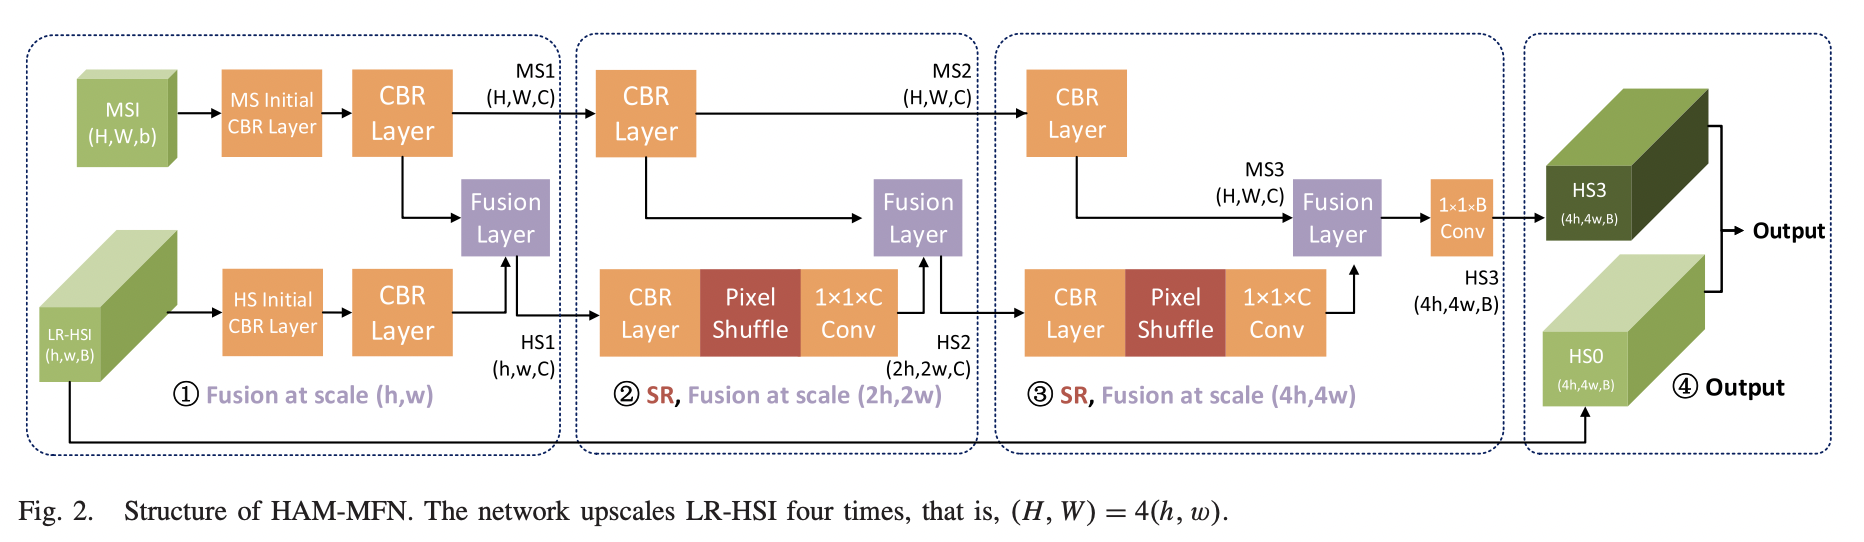 MSI
(H,W,b)
MS Initial
CBR Layer
CBR
Layer
MS1
(H,W,C)
Fusion
Layer
LR-HSI
(h,w,B)
HS Initial
CBR Layer
CBR
Layer
HS1
(h,w,C)
① Fusion at scale (h,w)
CBR
Layer
MS2
(H,W,C)
Fusion
Layer
CBR
Layer
Pixel
Shuffle
1×1×C
Conv
HS2
(2h,2w,C)
② SR, Fusion at scale (2h,2w)
CBR
Layer
MS3
(H,W,C)
Fusion
Layer
1×1×B
Conv
CBR
Layer
Pixel
Shuffle
1×1×C
Conv
HS3
(4h,4w,B)
③ SR, Fusion at scale (4h,4w)
HS3
(4h,4w,B)
Output
HS0
(4h,4w,B)
④ Output
Fig. 2. Structure of HAM-MFN. The network upscales LR-HSI four times, that is, (H, W) = 4(h, w).